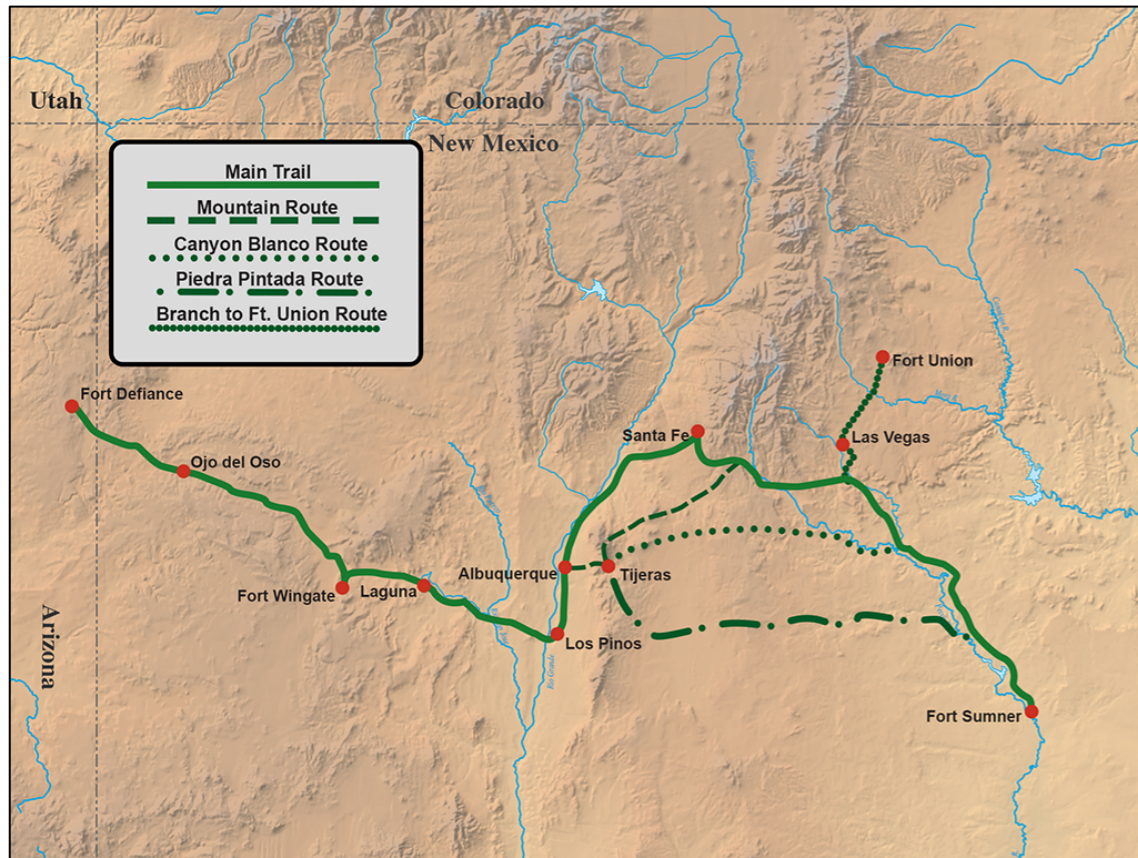 Utah
Colorado
New Mexico
Main Trail
Mountain Route
Canyon Blanco Route
Piedra Pintada Route
Branch to Ft. Union Route
Fort Defiance
Ojo del Oso
Fort Wingate
Laguna
Albuquerque
Los Pinos
Tijeras
Santa Fe
Las Vegas
Fort Union
Fort Sumner
Arizona
Rio Grande